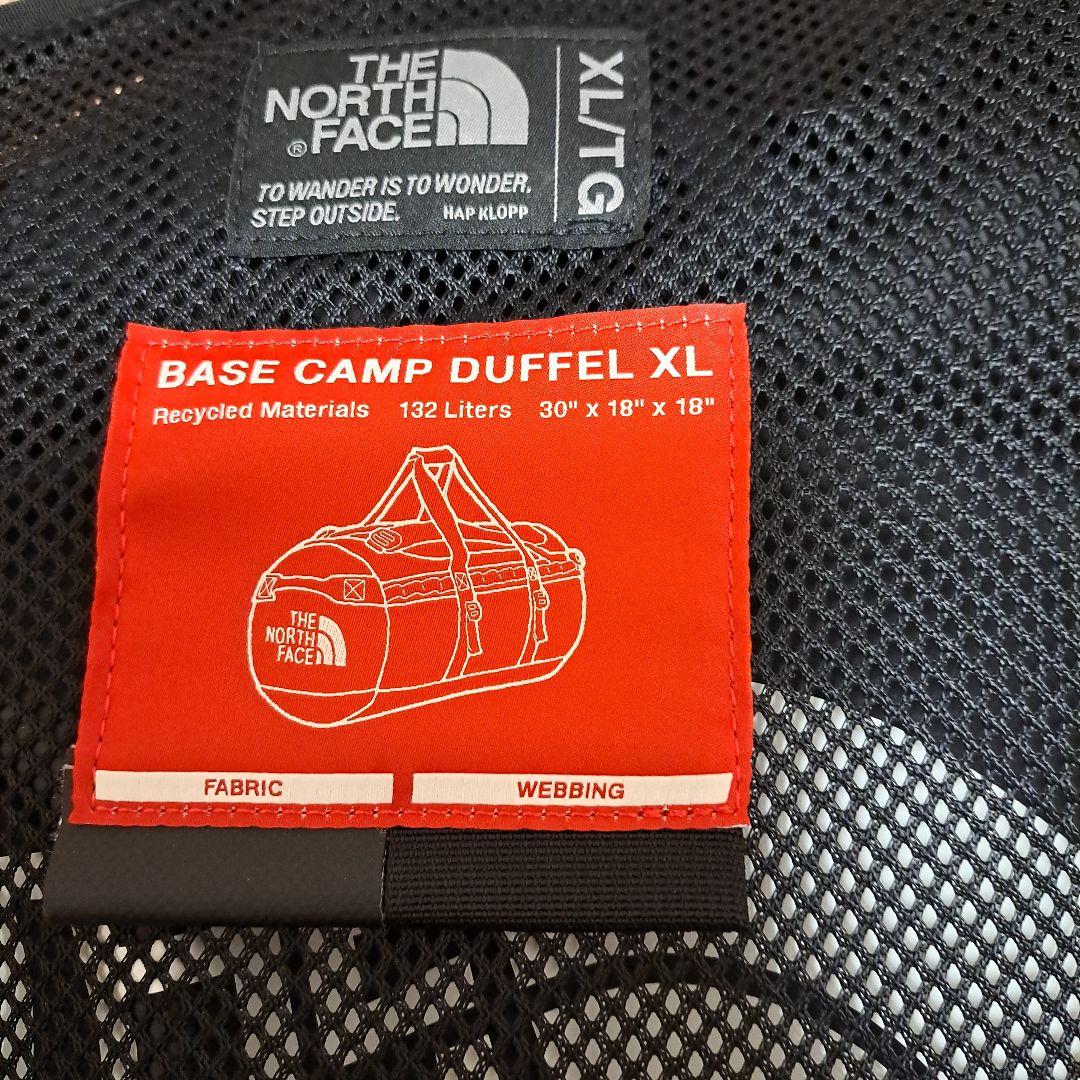 THE
NORTH
FACE®
TO WANDER IS TO WONDER.
STEP OUTSIDE. HAP KLOPP
XL/TG
BASE CAMP DUFFEL XL
Recycled Materials 132 Liters 30" x 18" x 18"
THE
NORTH
FACE
FABRIC WEBBING